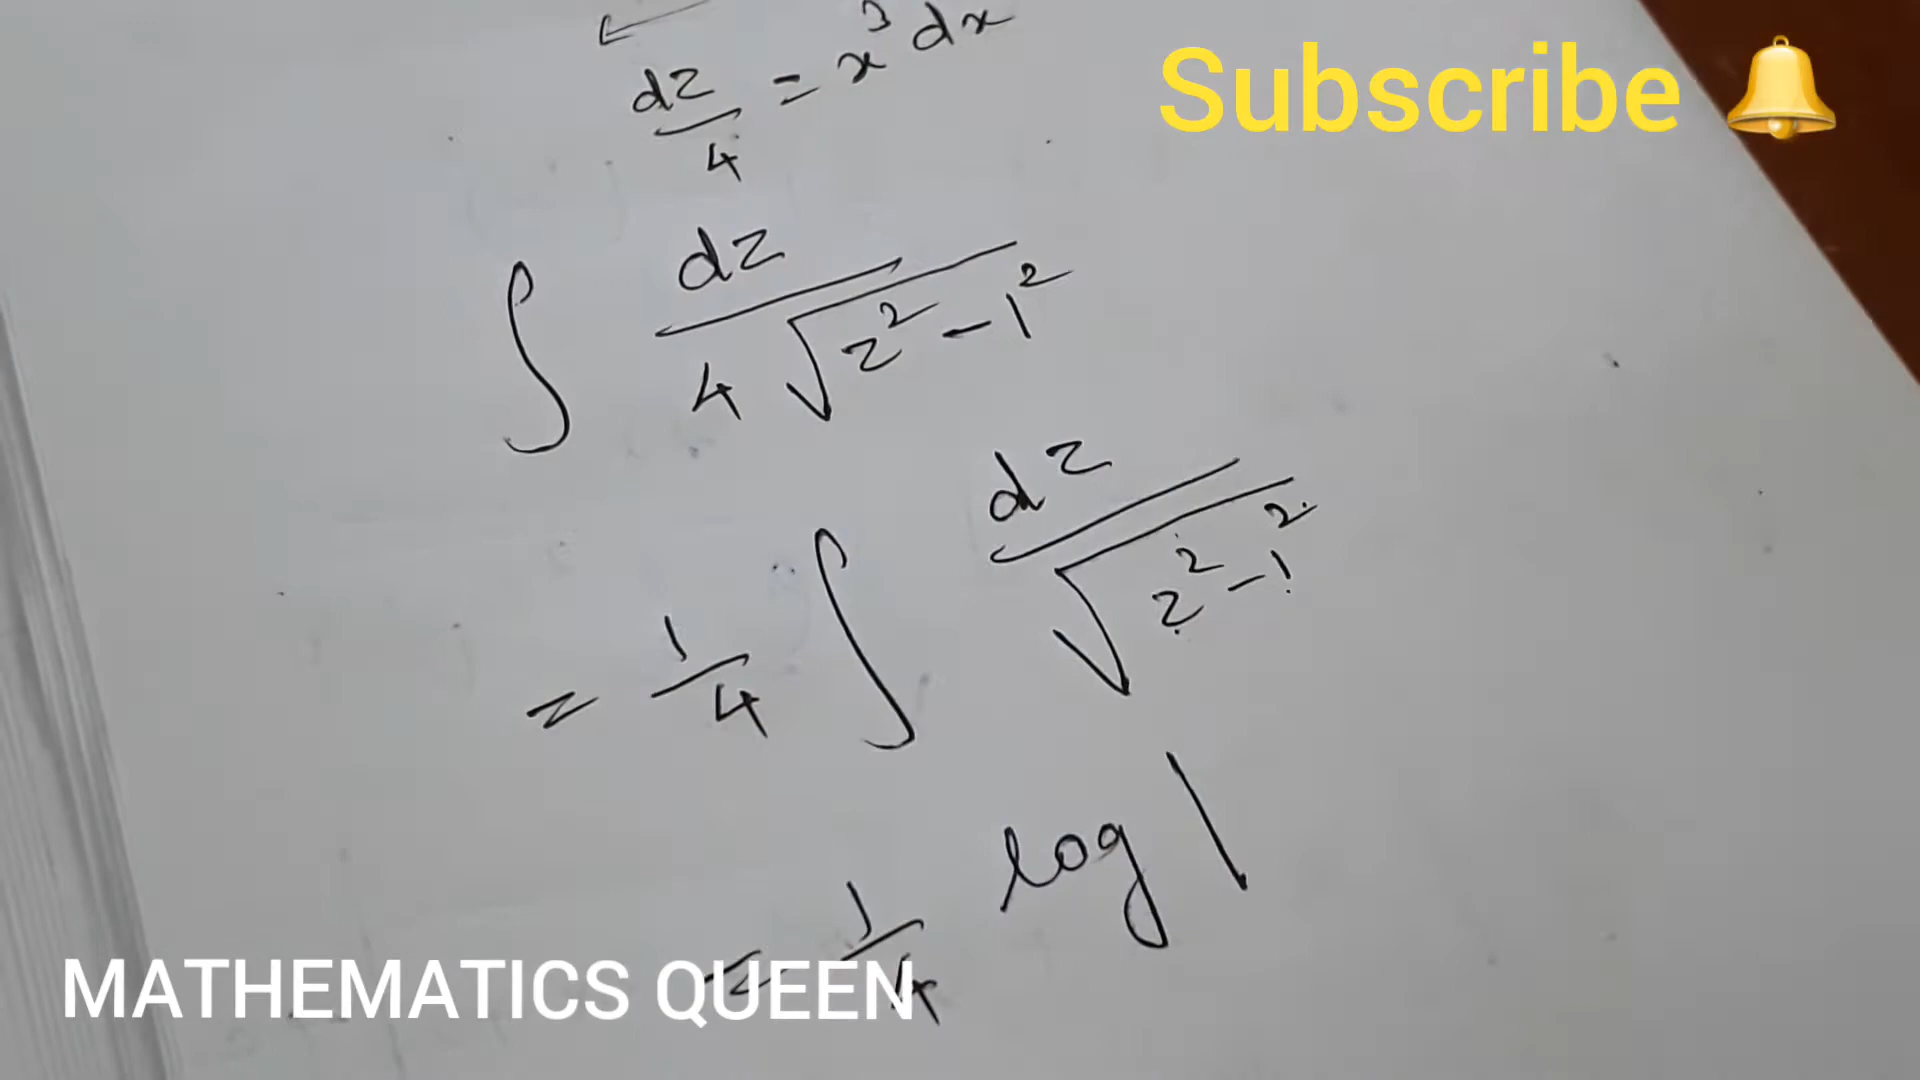 dz/4 = x³ dx
Subscribe 🔔
∫ dz / 4√(z² - 1²)
= 1/4 ∫ dz / √(z² - 1²)
= 1/4 log |
MATHEMATICS QUEEN